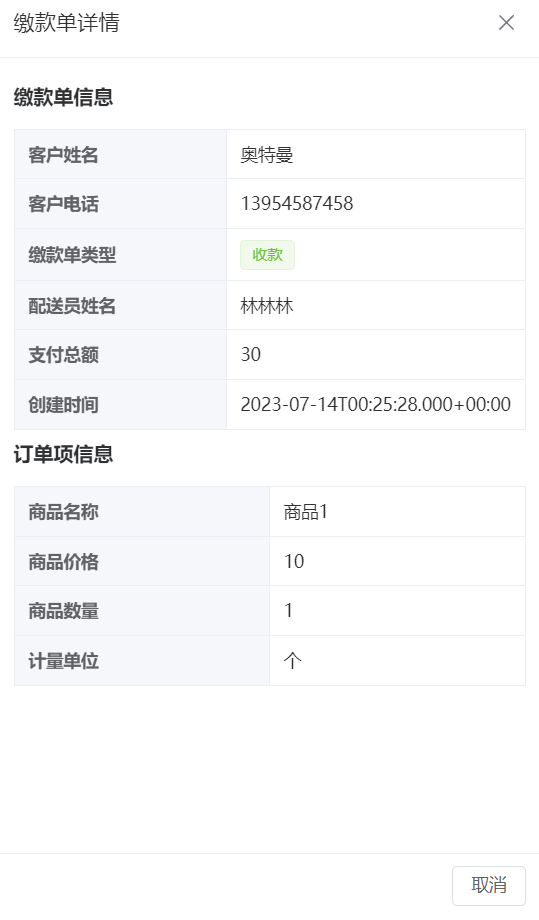 缴款单详情
缴款单信息
客户姓名 奥特曼
客户电话 13954587458
缴款单类型 收款
配送员姓名 林林林
支付总额 30
创建时间 2023-07-14T00:25:28.000+00:00
订单项信息
商品名称 商品1
商品价格 10
商品数量 1
计量单位 个
取消